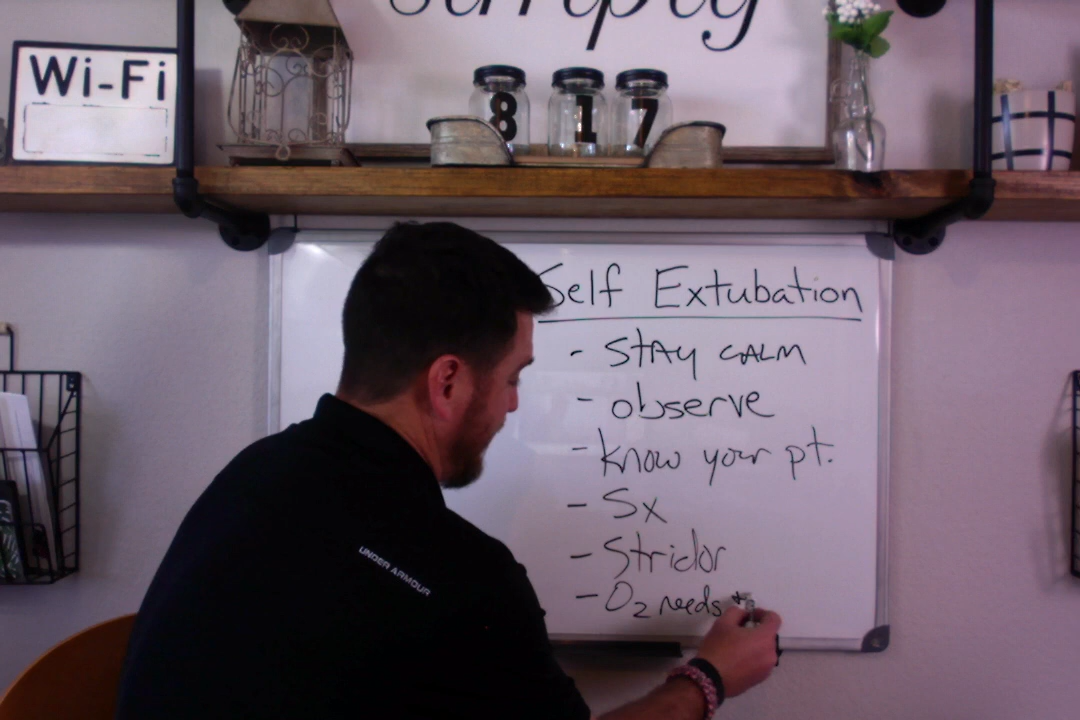 Simply
Wi-Fi
8 1 7
Self Extubation
- STAY CALM
- observe
- know your pt.
- Sx
- Stridor
- O2 needs
UNDER ARMOUR